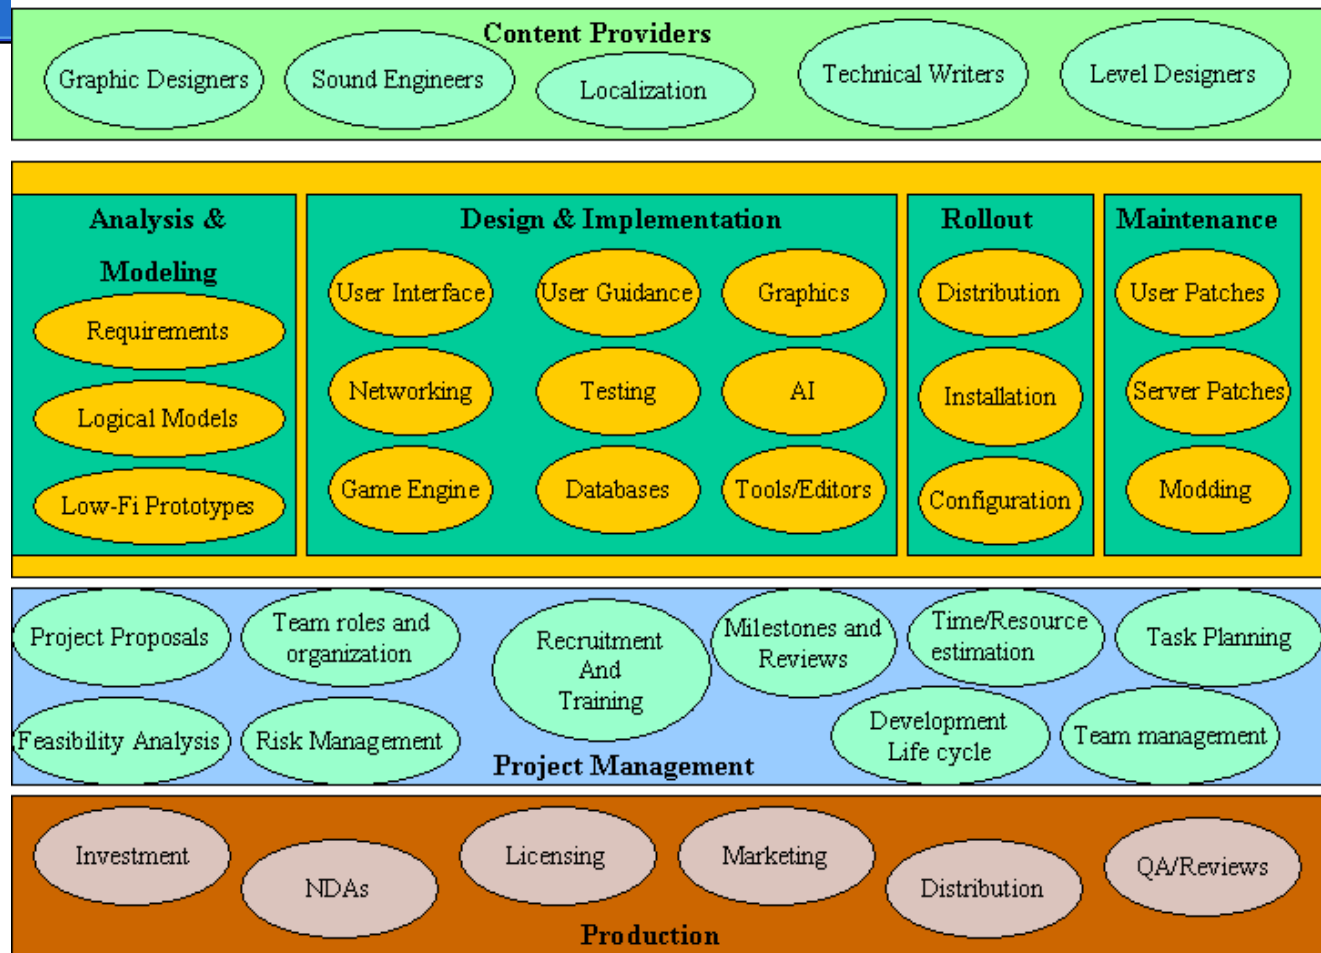 Content Providers
Graphic Designers
Sound Engineers
Localization
Technical Writers
Level Designers
Analysis &
Modeling
Requirements
Logical Models
Low-Fi Prototypes
Design & Implementation
User Interface
User Guidance
Graphics
Networking
Testing
AI
Game Engine
Databases
Tools/Editors
Rollout
Distribution
Installation
Configuration
Maintenance
User Patches
Server Patches
Modding
Project Proposals
Team roles and
organization
Recruitment
And
Training
Milestones and
Reviews
Time/Resource
estimation
Task Planning
Feasibility Analysis
Risk Management
Development
Life cycle
Team management
Project Management
Investment
NDAs
Licensing
Marketing
Distribution
QA/Reviews
Production